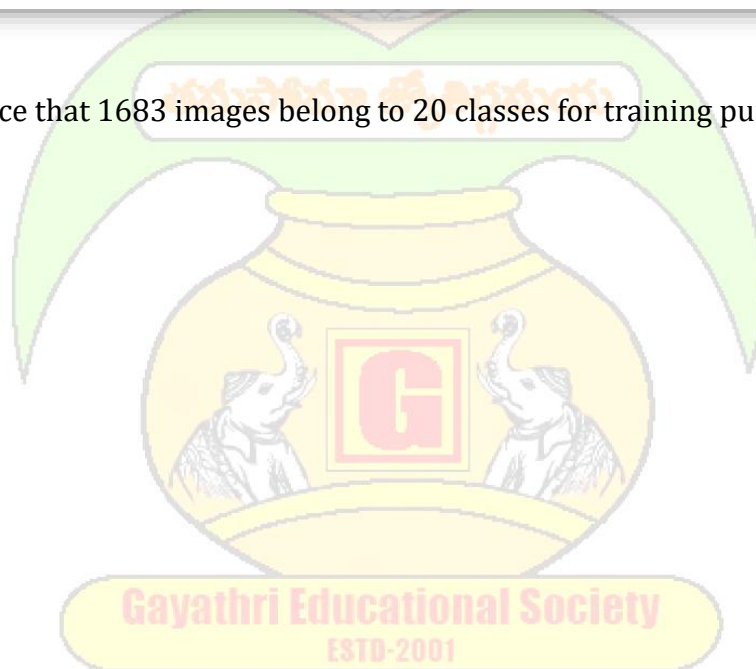 ce that 1683 images belong to 20 classes for training pu
G
Gayathri Educational Society
ESTD-2001